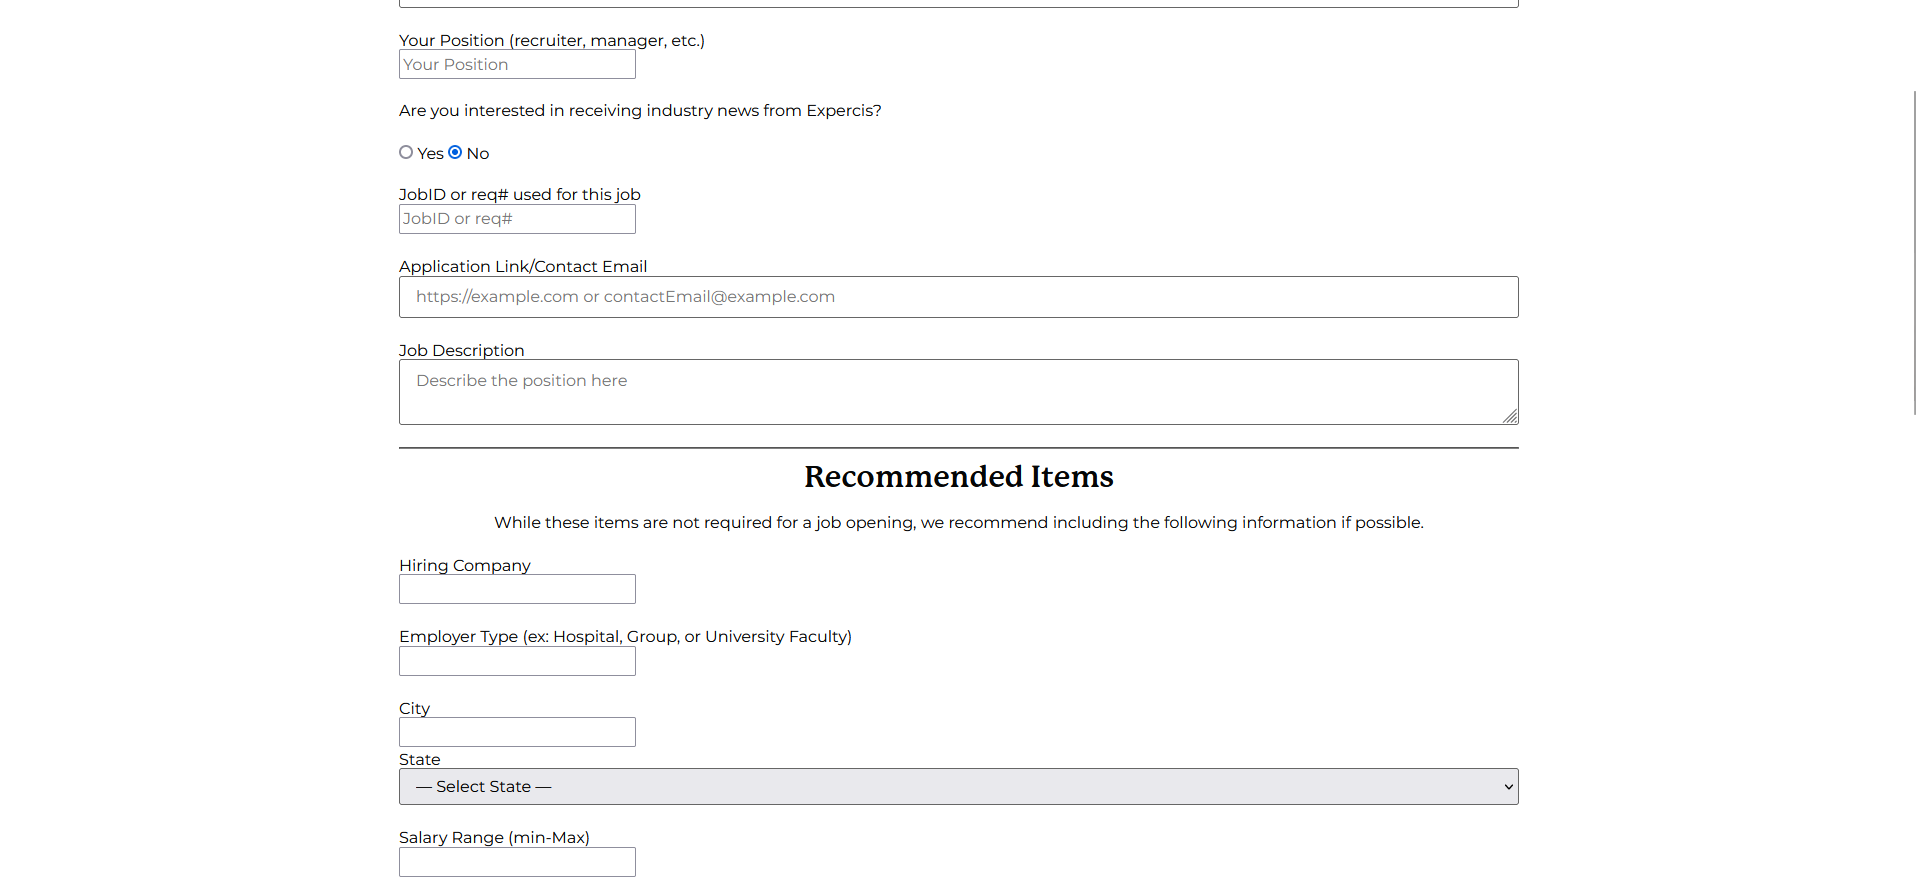 Your Position (recruiter, manager, etc.)
Your Position
Are you interested in receiving industry news from Expercis?
Yes No
JobID or req# used for this job
JobID or req#
Application Link/Contact Email
https://example.com or contactEmail@example.com
Job Description
Describe the position here
Recommended Items
While these items are not required for a job opening, we recommend including the following information if possible.
Hiring Company
Employer Type (ex: Hospital, Group, or University Faculty)
City
State
— Select State —
Salary Range (min-Max)